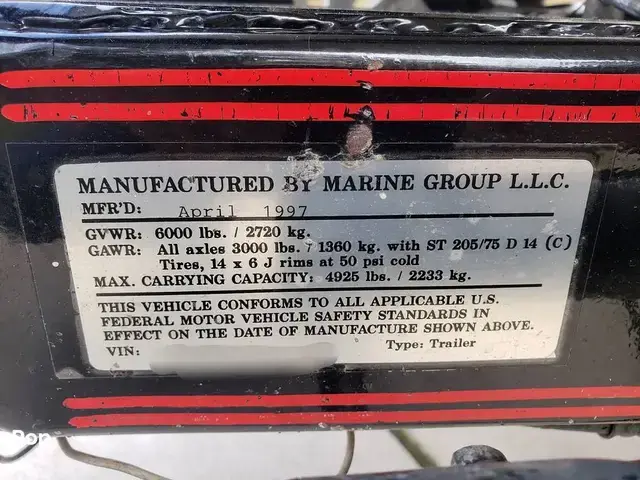 MANUFACTURED BY MARINE GROUP L.L.C.
MFR'D: April 1997
GVWR: 6000 lbs. / 2720 kg.
GAWR: All axles 3000 lbs. / 1360 kg. with ST 205/75 D 14 (C)
Tires, 14 x 6 J rims at 50 psi cold
MAX. CARRYING CAPACITY: 4925 lbs. / 2233 kg.
THIS VEHICLE CONFORMS TO ALL APPLICABLE U.S.
FEDERAL MOTOR VEHICLE SAFETY STANDARDS IN
EFFECT ON THE DATE OF MANUFACTURE SHOWN ABOVE.
VIN: Type: Trailer